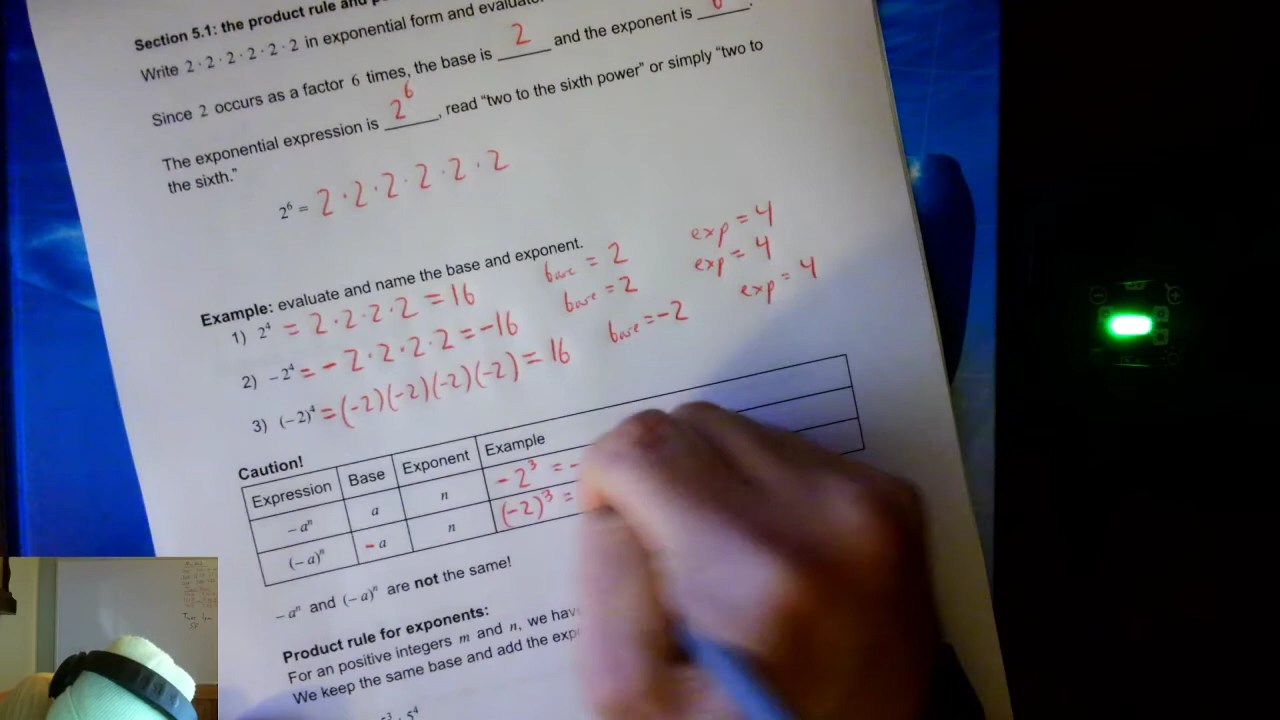 Section 5.1: the product rule and
Write 2 · 2 · 2 · 2 · 2 · 2 in exponential form and evaluate.
Since 2 occurs as a factor 6 times, the base is 2 and the exponent is
The exponential expression is 2⁶, read "two to the sixth power" or simply "two to
the sixth."
2⁶ = 2 · 2 · 2 · 2 · 2 · 2
Example: evaluate and name the base and exponent.
1) 2⁴ = 2 · 2 · 2 · 2 = 16 base = 2 exp = 4
2) -2⁴ = - 2 · 2 · 2 · 2 = -16 base = 2 exp = 4
3) (-2)⁴ = (-2)(-2)(-2)(-2) = 16 base = -2 exp = 4
Caution!
Expression Base Exponent Example
-aⁿ a n -2³ = -
(-a)ⁿ -a n (-2)³ =
-aⁿ and (-a)ⁿ are not the same!
Product rule for exponents:
For an positive integers m and n, we have
We keep the same base and add the
· 5⁴